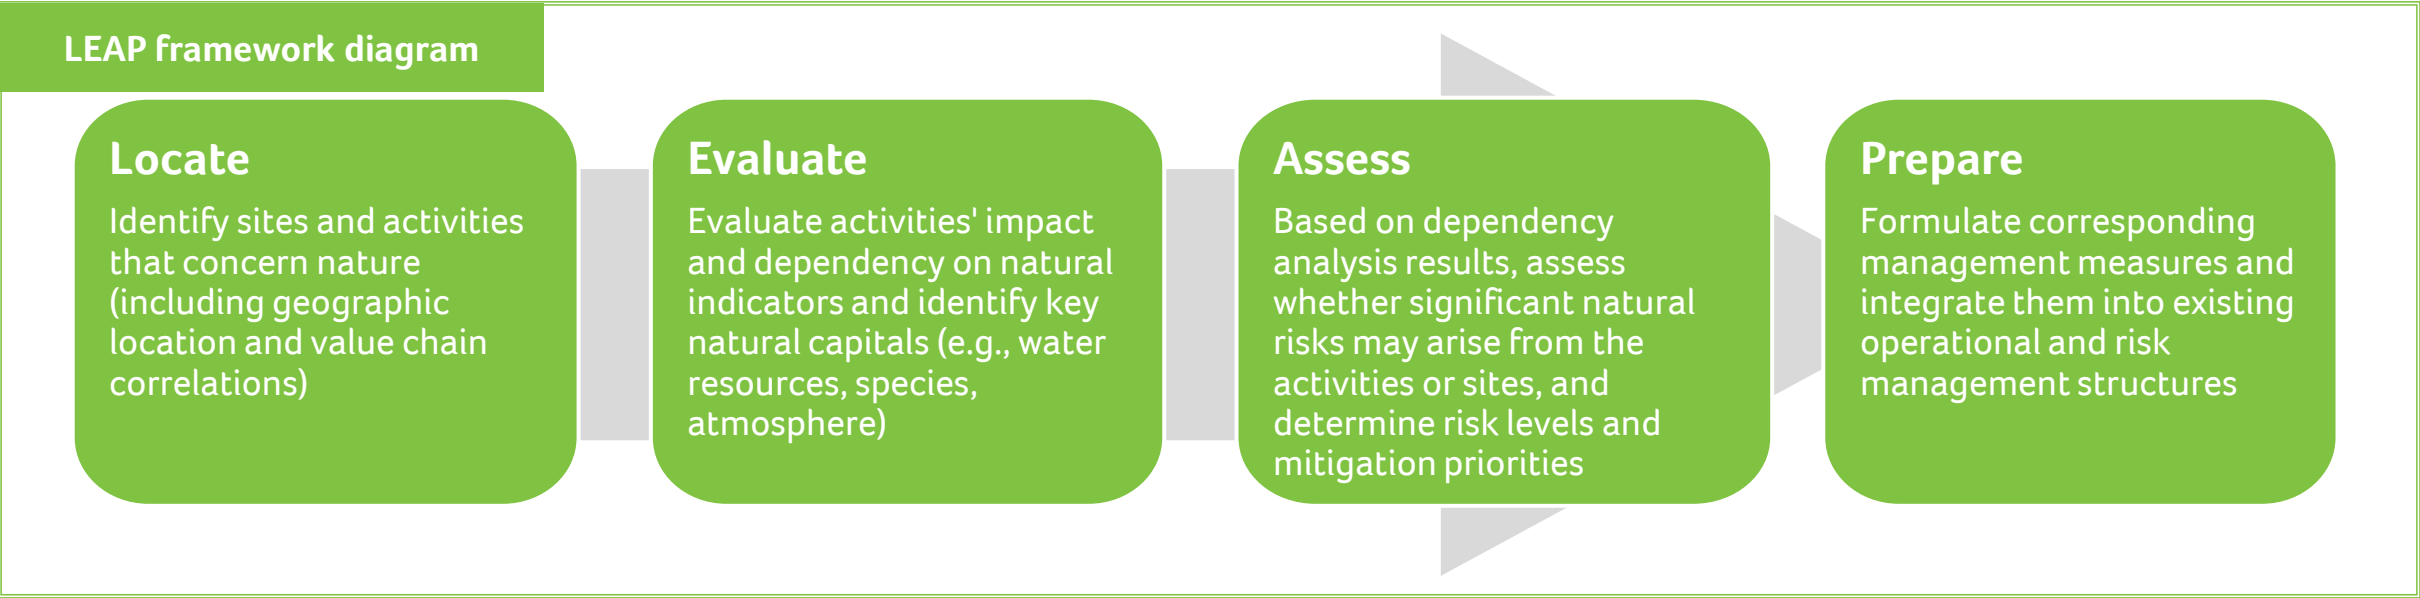 LEAP framework diagram
Locate
Identify sites and activities
that concern nature
(including geographic
location and value chain
correlations)
Evaluate
Evaluate activities' impact
and dependency on natural
indicators and identify key
natural capitals (e.g., water
resources, species,
atmosphere)
Assess
Based on dependency
analysis results, assess
whether significant natural
risks may arise from the
activities or sites, and
determine risk levels and
mitigation priorities
Prepare
Formulate corresponding
management measures and
integrate them into existing
operational and risk
management structures